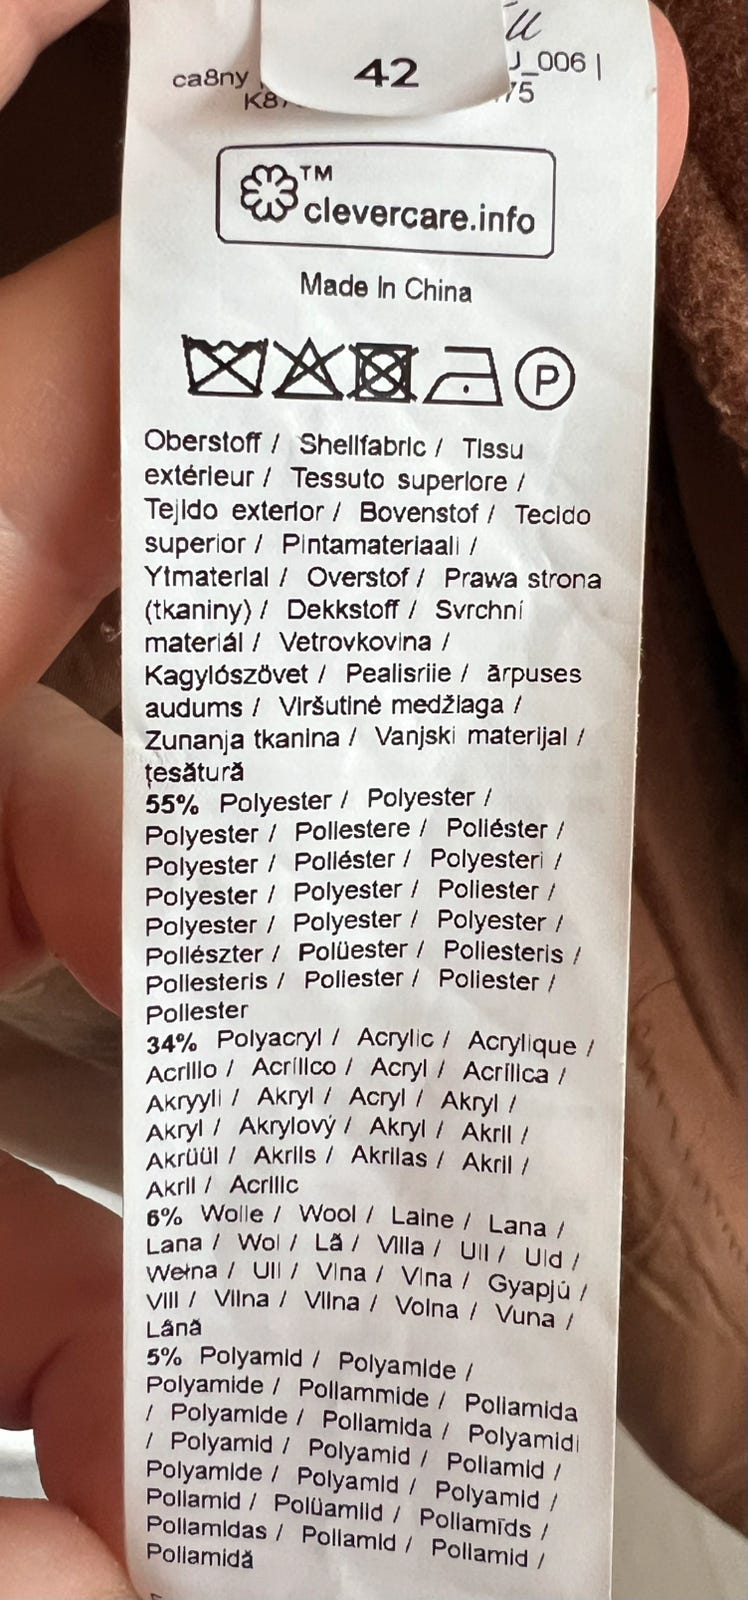 42
ca8ny
J_006 |
K87
75
TM
clevercare.info
Made In China
P
Oberstoff / Shellfabric / Tissu
extérieur / Tessuto superiore /
Tejido exterior / Bovenstof / Tecido
superior / Pintamateriaali /
Ytmaterial / Overstof / Prawa strona
(tkaniny) / Dekkstoff / Svrchní
materiál / Vetrovkovina /
Kagylószövet / Pealisriie / ārpuses
audums / Viršutinė medžiaga /
Zunanja tkanina / Vanjski materijal /
țesătură
55% Polyester / Polyester /
Polyester / Poliestere / Poliéster /
Polyester / Poliéster / Polyesteri /
Polyester / Polyester / Poliester /
Polyester / Polyester / Polyester /
Poliészter / Polüester / Poliesteris /
Poliesteris / Poliester / Poliester /
Poliester
34% Polyacryl / Acrylic / Acrylique /
Acrilio / Acrílico / Acryl / Acrílica /
Akryyli / Akryl / Acryl / Akryl /
Akryl / Akrylový / Akryl / Akril /
Akrüül / Akrils / Akrilas / Akril /
Akril / Acrilic
6% Wolle / Wool / Laine / Lana /
Lana / Wol / Lã / Villa / Ull / Uld /
Wełna / Ull / Vlna / Vlna / Gyapjú /
Vill / Vilna / Vilna / Volna / Vuna /
Lână
5% Polyamid / Polyamide /
Polyamide / Poliammide / Poliamida
/ Polyamide / Poliamida / Polyamidi
/ Polyamid / Polyamid / Poliamid /
Polyamide / Polyamid / Polyamid /
Poliamid / Polüamiid / Poliamīds /
Poliamidas / Poliamid / Poliamid /
Poliamidă